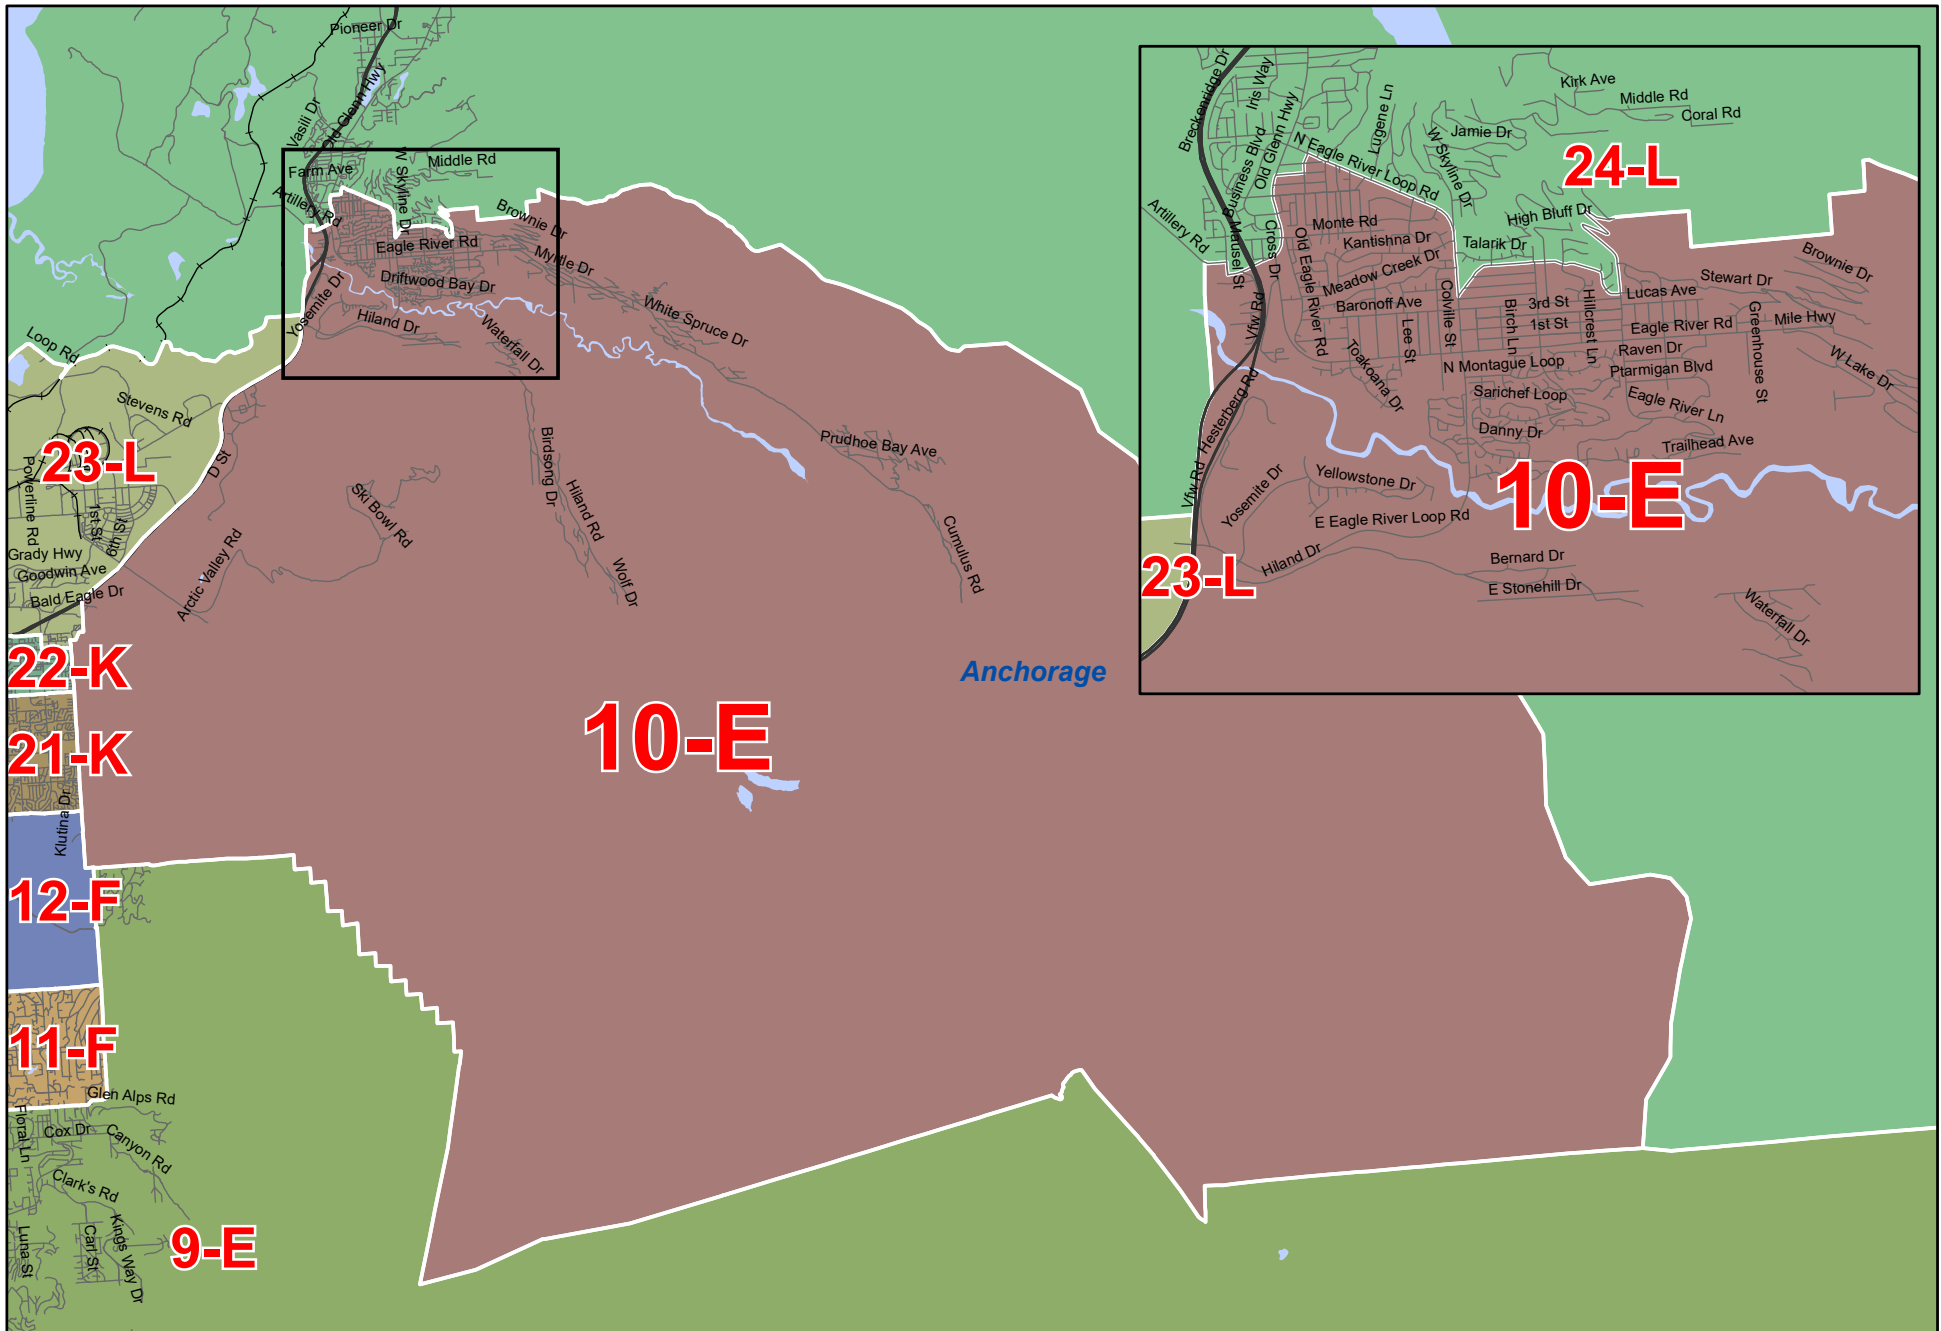 Pioneer Dr
Old Glenn Hwy
Vasili Dr
Farm Ave
W Skyline Dr
Middle Rd
Artillery Rd
Eagle River Rd
Brownie Dr
Myrtle Dr
Driftwood Bay Dr
Yosemite Dr
Hiland Dr
Waterfall Dr
White Spruce Dr
Loop Rd
Stevens Rd
23-L
Powerline Rd
1st St
6th St
D St
Grady Hwy
Goodwin Ave
Bald Eagle Dr
Arctic Valley Rd
Ski Bowl Rd
Birdsong Dr
Hiland Rd
Wolf Dr
Prudhoe Bay Ave
Cumulus Rd
22-K
21-K
Klutina Dr
12-F
11-F
Glen Alps Rd
Floral Ln
Cox Dr
Canyon Rd
Clark's Rd
Kings Way Dr
Carl St
Luna St
9-E
10-E
Anchorage
Breckenridge Dr
Iris Way
Business Blvd
Old Glenn Hwy
Lugene Ln
N Eagle River Loop Rd
W Skyline Dr
Jamie Dr
Kirk Ave
Middle Rd
Coral Rd
24-L
High Bluff Dr
Talarik Dr
Artillery Rd
Mausel St
Cross Dr
Old Eagle River Rd
Monte Rd
Kantishna Dr
Meadow Creek Dr
Baronoff Ave
Colville St
Lee St
Toakoana Dr
Birch Ln
3rd St
1st St
Hillcrest Ln
Lucas Ave
Stewart Dr
Brownie Dr
Eagle River Rd
Greenhouse St
Mile Hwy
W Lake Dr
Raven Dr
N Montague Loop
Ptarmigan Blvd
Sarichef Loop
Eagle River Ln
Danny Dr
Trailhead Ave
Vfw Rd
Hesterberg Rd
Vfw Rd
Yosemite Dr
Yellowstone Dr
10-E
E Eagle River Loop Rd
Hiland Dr
Bernard Dr
E Stonehill Dr
Waterfall Dr
23-L